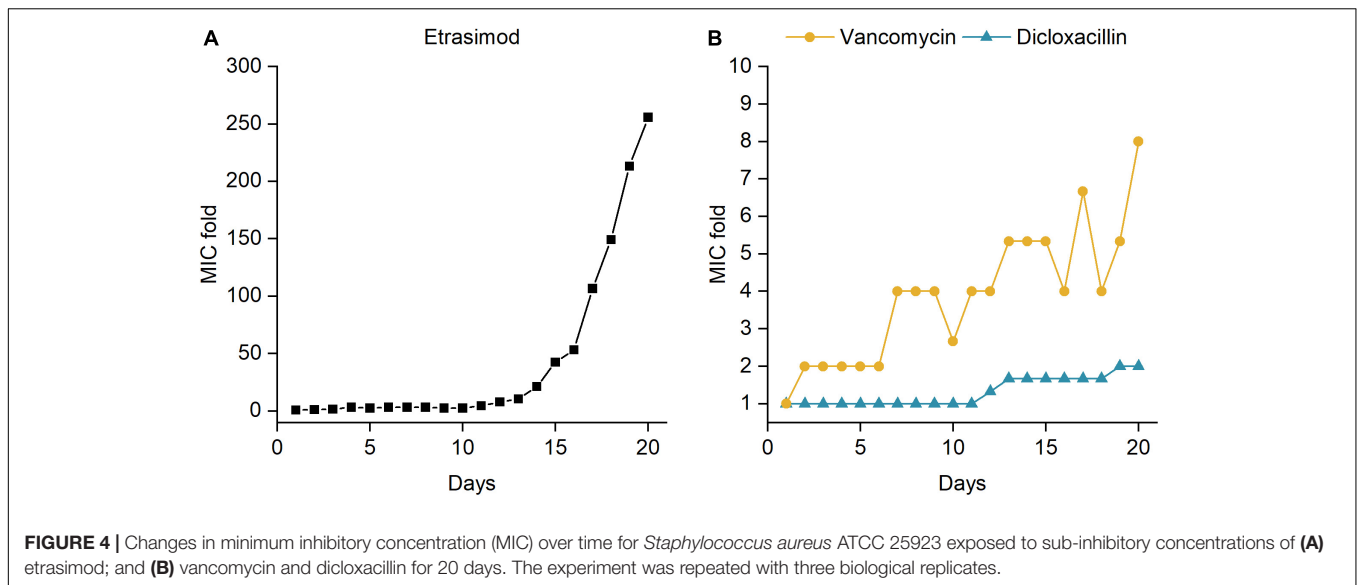 A
Etrasimod
300
250
200
150
100
50
0
MIC fold
0
5
10
15
20
Days
B
Vancomycin
Dicloxacillin
10
9
8
7
6
5
4
3
2
1
MIC fold
0
5
10
15
20
Days
FIGURE 4 | Changes in minimum inhibitory concentration (MIC) over time for Staphylococcus aureus ATCC 25923 exposed to sub-inhibitory concentrations of (A)
etrasimod; and (B) vancomycin and dicloxacillin for 20 days. The experiment was repeated with three biological replicates.